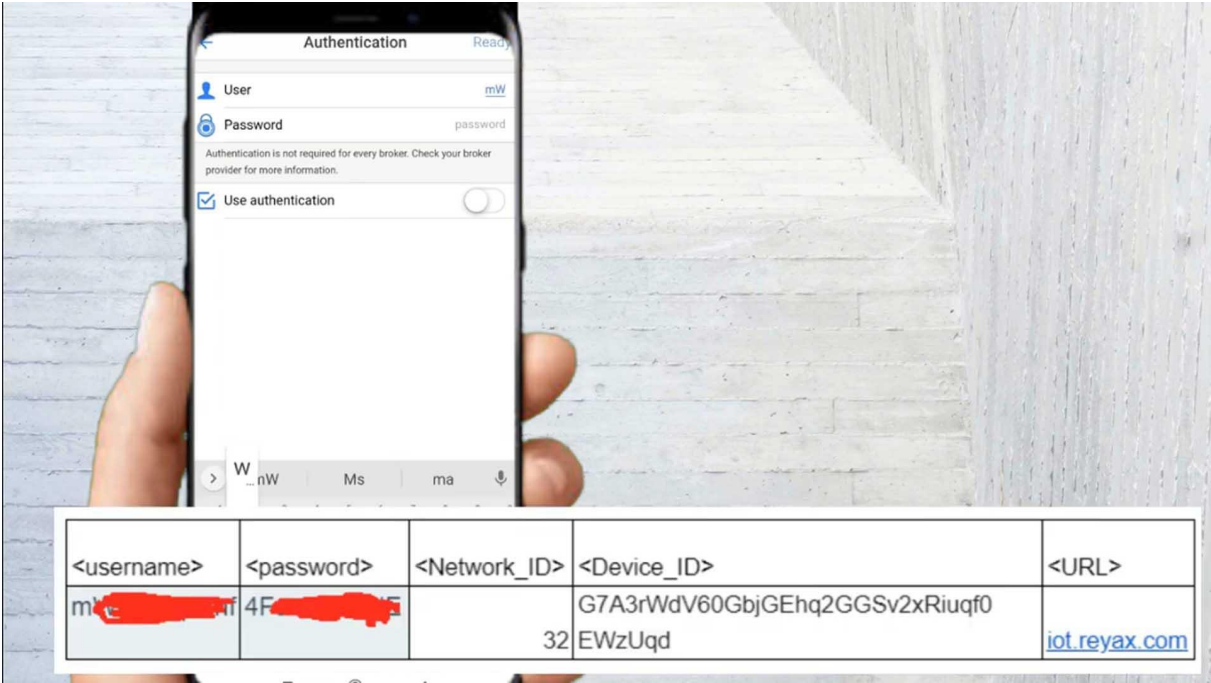 Authentication Ready
User mW
Password password
Authentication is not required for every broker. Check your broker
provider for more information.
Use authentication
W
mW Ms ma
<username> <password> <Network_ID> <Device_ID> <URL>
G7A3rWdV60GbjGEhq2GGSv2xRiuqf0
32 EWzUqd iot.reyax.com